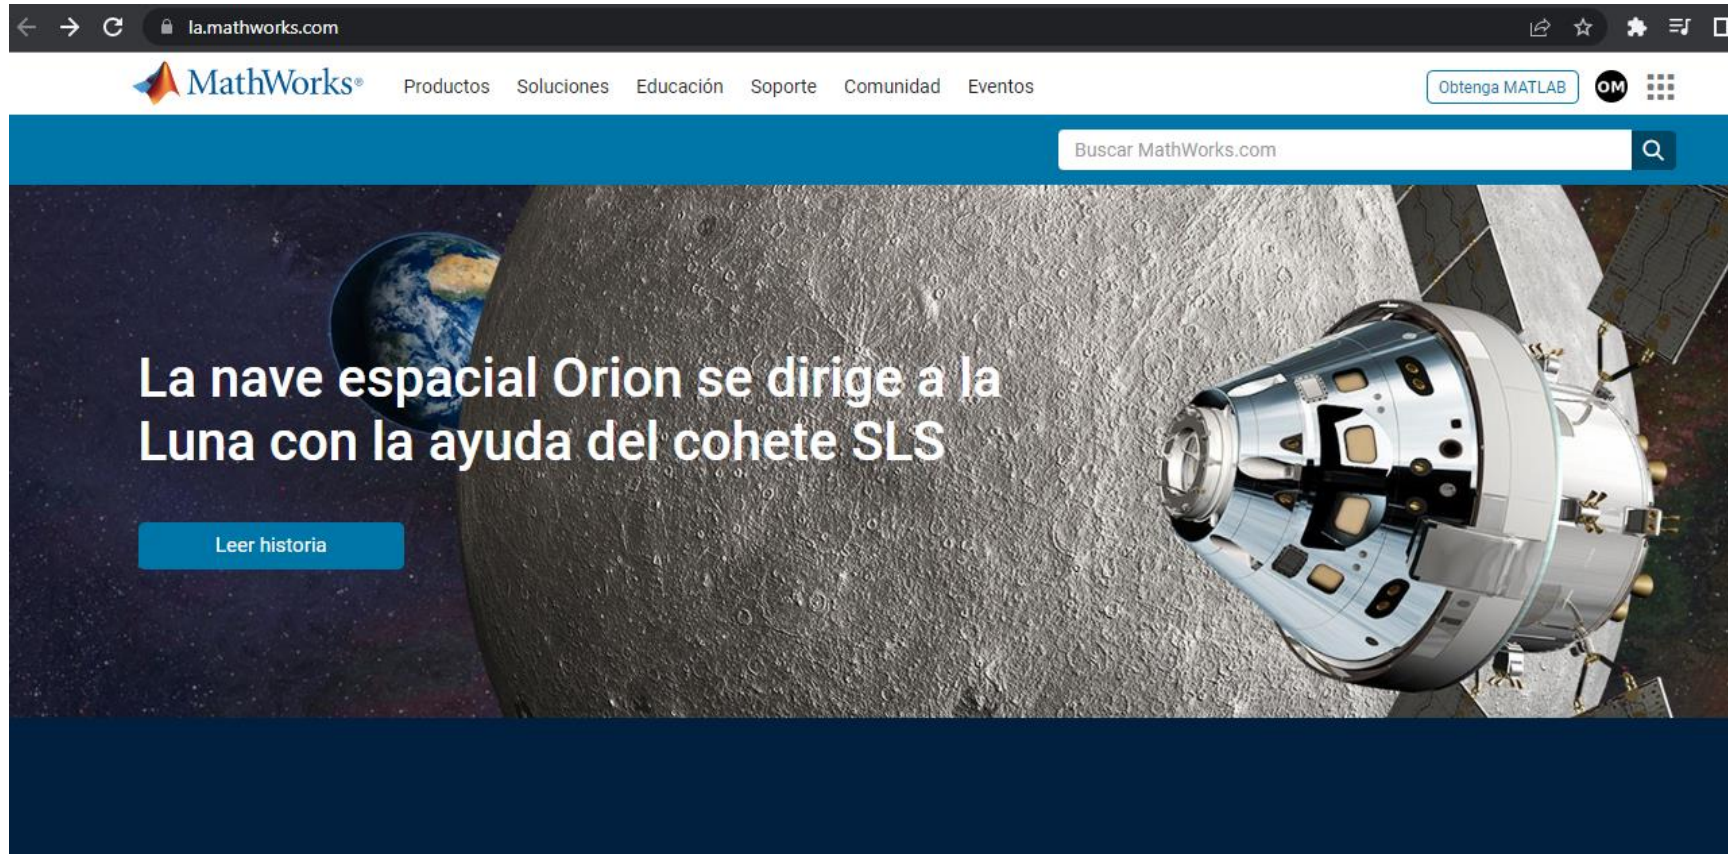 la.mathworks.com
MathWorks®
Productos Soluciones Educación Soporte Comunidad Eventos
Obtenga MATLAB
OM
Buscar MathWorks.com
La nave espacial Orion se dirige a la
Luna con la ayuda del cohete SLS
Leer historia